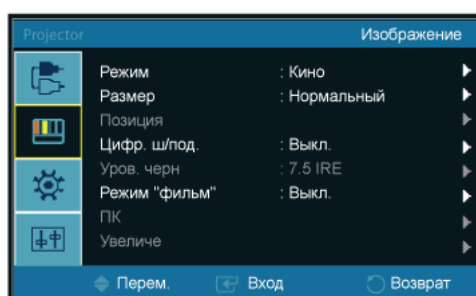 Projector Изображение
Режим : Кино
Размер : Нормальный
Позиция
Цифр. ш/под. : Выкл.
Уров. черн : 7.5 IRE
Режим "фильм" : Выкл.
ПК
Увеличе
Перем. Вход Возврат